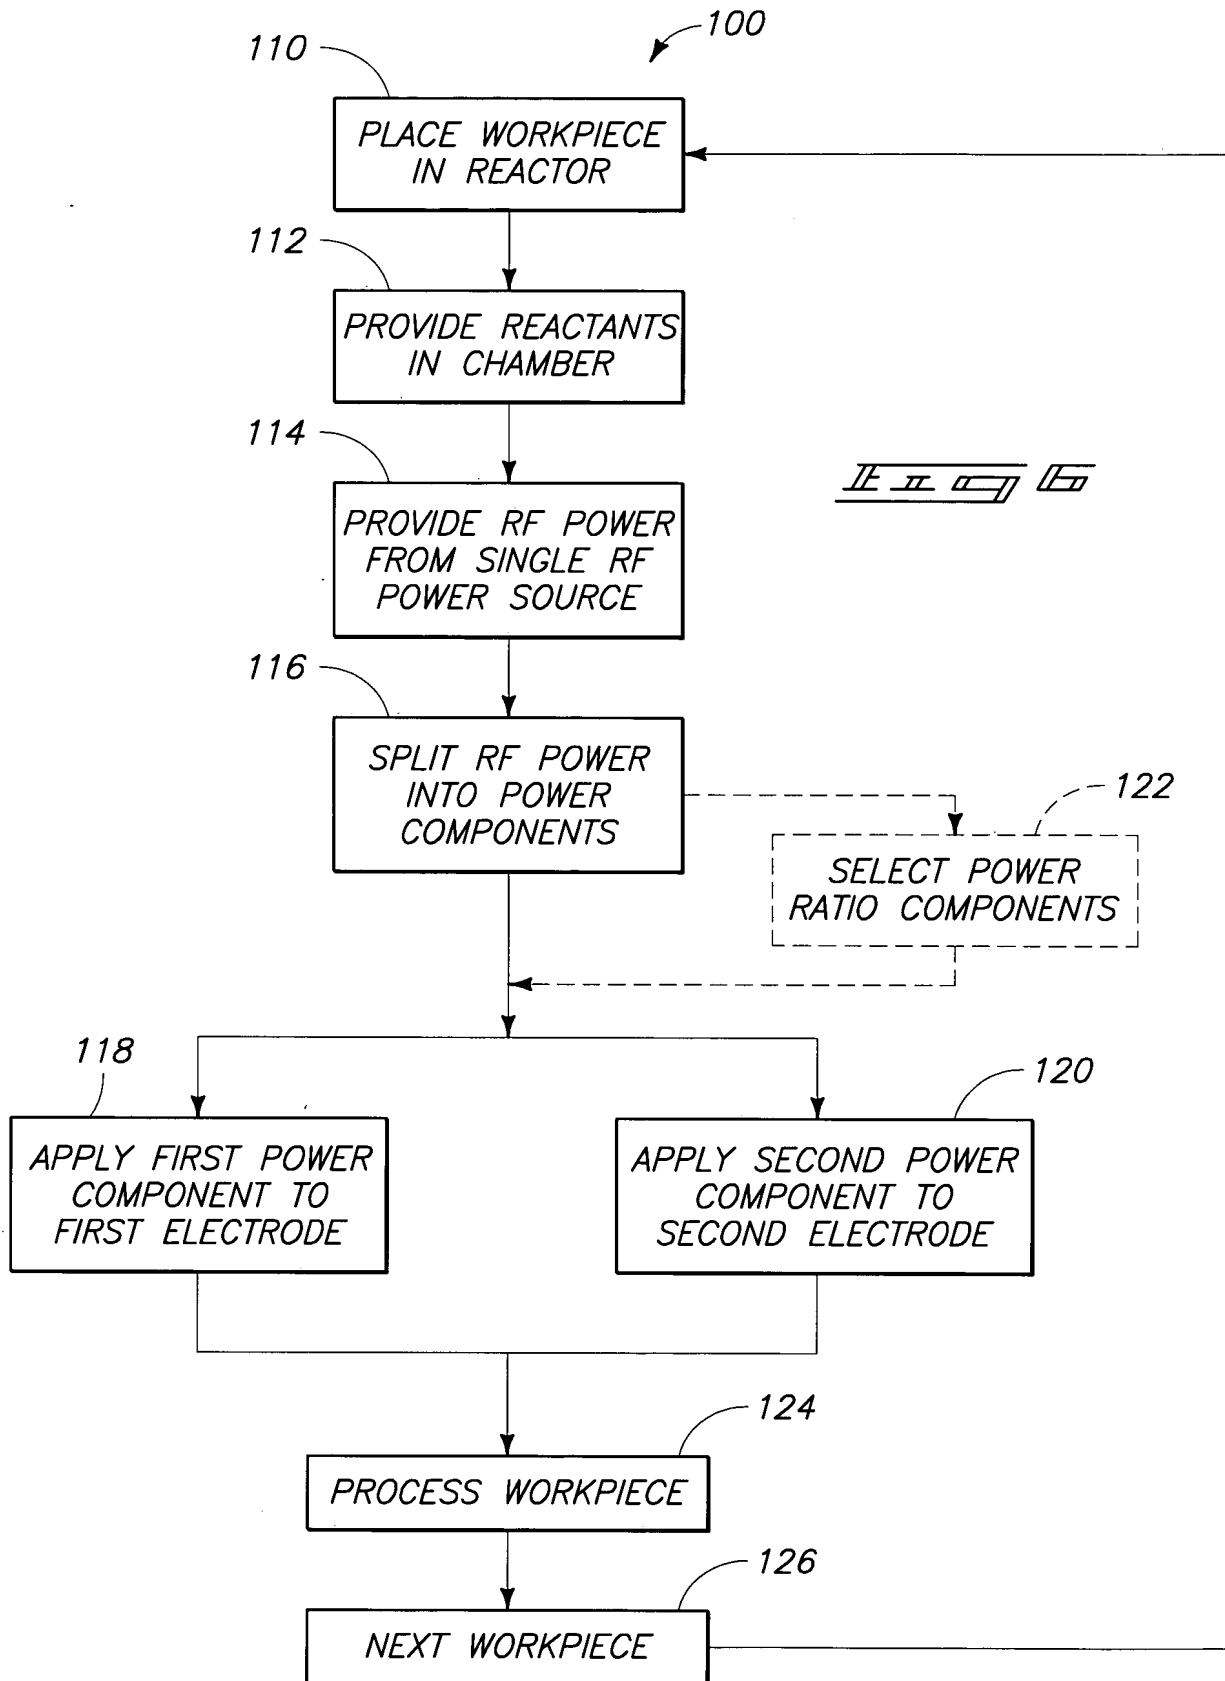 100
110
PLACE WORKPIECE
IN REACTOR
112
PROVIDE REACTANTS
IN CHAMBER
114
PROVIDE RF POWER
FROM SINGLE RF
POWER SOURCE
Fig 6
116
SPLIT RF POWER
INTO POWER
COMPONENTS
122
SELECT POWER
RATIO COMPONENTS
118
APPLY FIRST POWER
COMPONENT TO
FIRST ELECTRODE
120
APPLY SECOND POWER
COMPONENT TO
SECOND ELECTRODE
124
PROCESS WORKPIECE
126
NEXT WORKPIECE